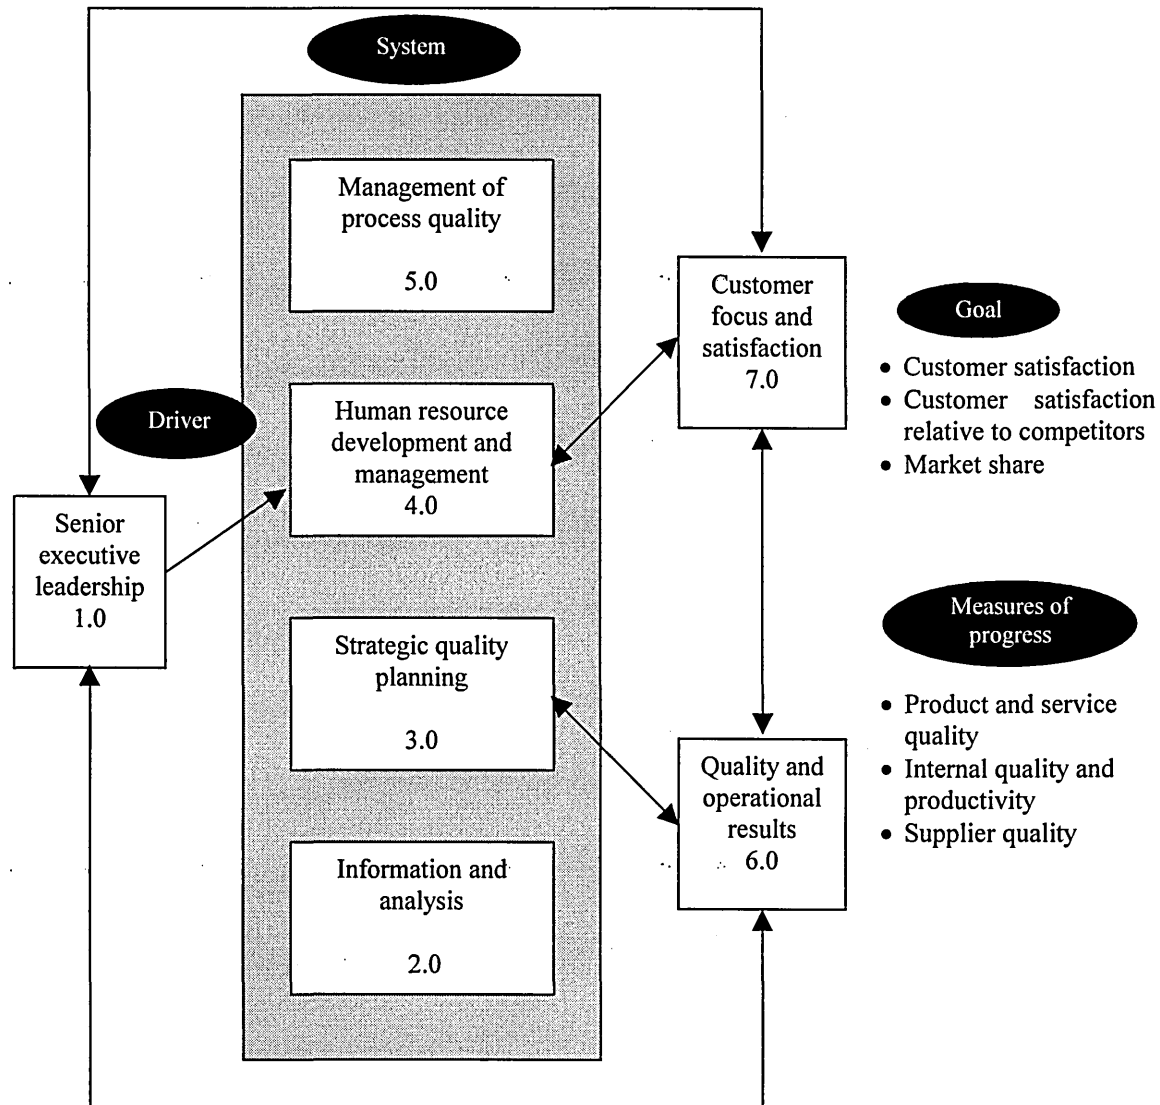 System
Management of
process quality
5.0
Human resource
development and
management
4.0
Strategic quality
planning
3.0
Information and
analysis
2.0
Driver
Senior
executive
leadership
1.0
Customer
focus and
satisfaction
7.0
Quality and
operational
results
6.0
Goal
• Customer satisfaction
• Customer satisfaction
relative to competitors
• Market share
Measures of
progress
• Product and service
quality
• Internal quality and
productivity
• Supplier quality